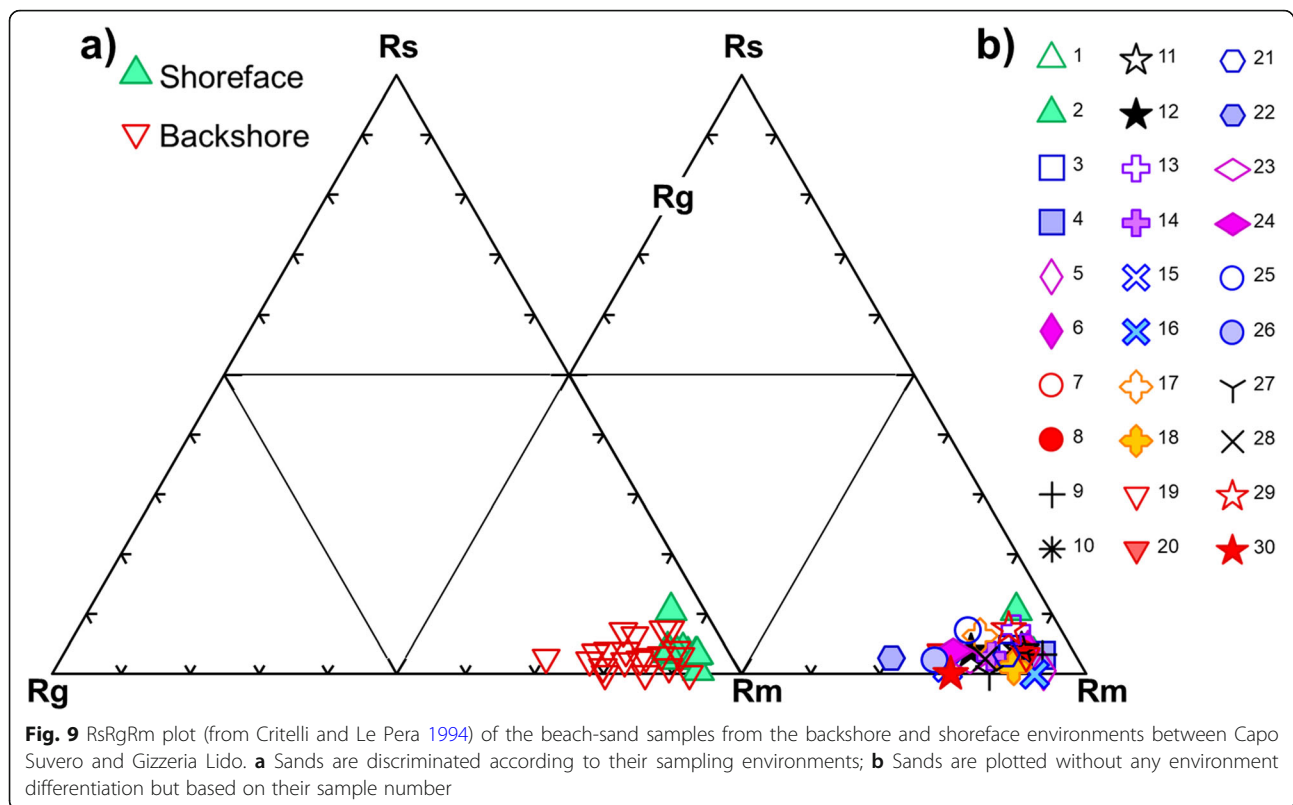 a)
Shoreface
Backshore
Rs
Rg
Rm
b)
Rs
Rg
Rm
1
2
3
4
5
6
7
8
9
10
11
12
13
14
15
16
17
18
19
20
21
22
23
24
25
26
27
28
29
30
Fig. 9 RsRgRm plot (from Critelli and Le Pera 1994) of the beach-sand samples from the backshore and shoreface environments between Capo
Suvero and Gizzeria Lido. a Sands are discriminated according to their sampling environments; b Sands are plotted without any environment
differentiation but based on their sample number